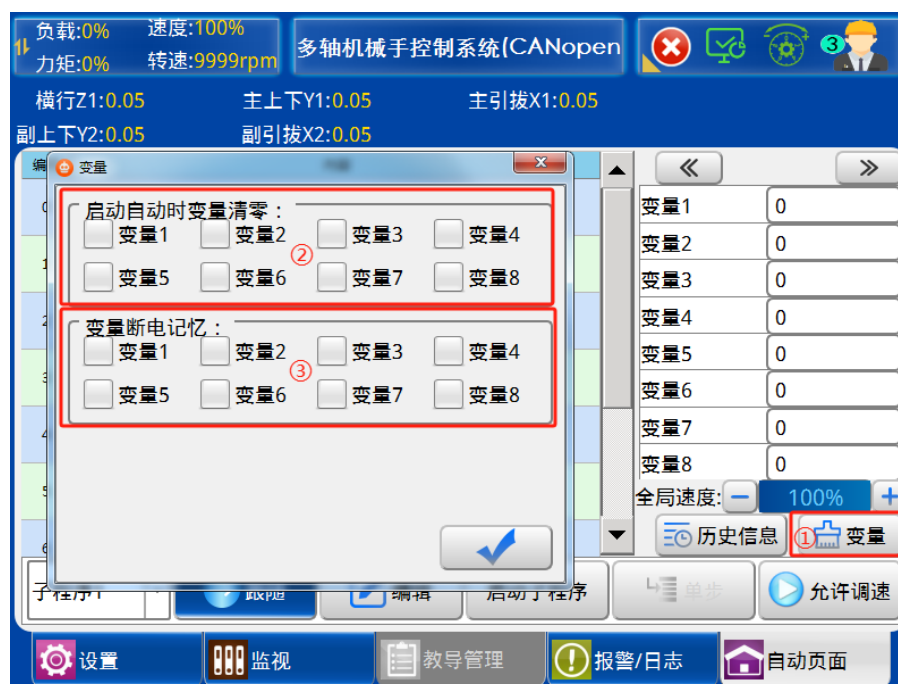 负载:0% 速度:100%
力矩:0% 转速:9999rpm
多轴机械手控制系统(CANopen
3
横行Z1:0.05 主上下Y1:0.05 主引拔X1:0.05
副上下Y2:0.05 副引拔X2:0.05
编
变量
启动自动时变量清零：
变量1 变量2 变量3 变量4
②
变量5 变量6 变量7 变量8
变量断电记忆：
变量1 变量2 变量3 变量4
③
变量5 变量6 变量7 变量8
变量1 0
变量2 0
变量3 0
变量4 0
变量5 0
变量6 0
变量7 0
变量8 0
全局速度: 100%
历史信息 ① 变量
子程序1 跟随 编辑 启动子程序 单步 允许调速
设置 监视 教导管理 报警/日志 自动页面